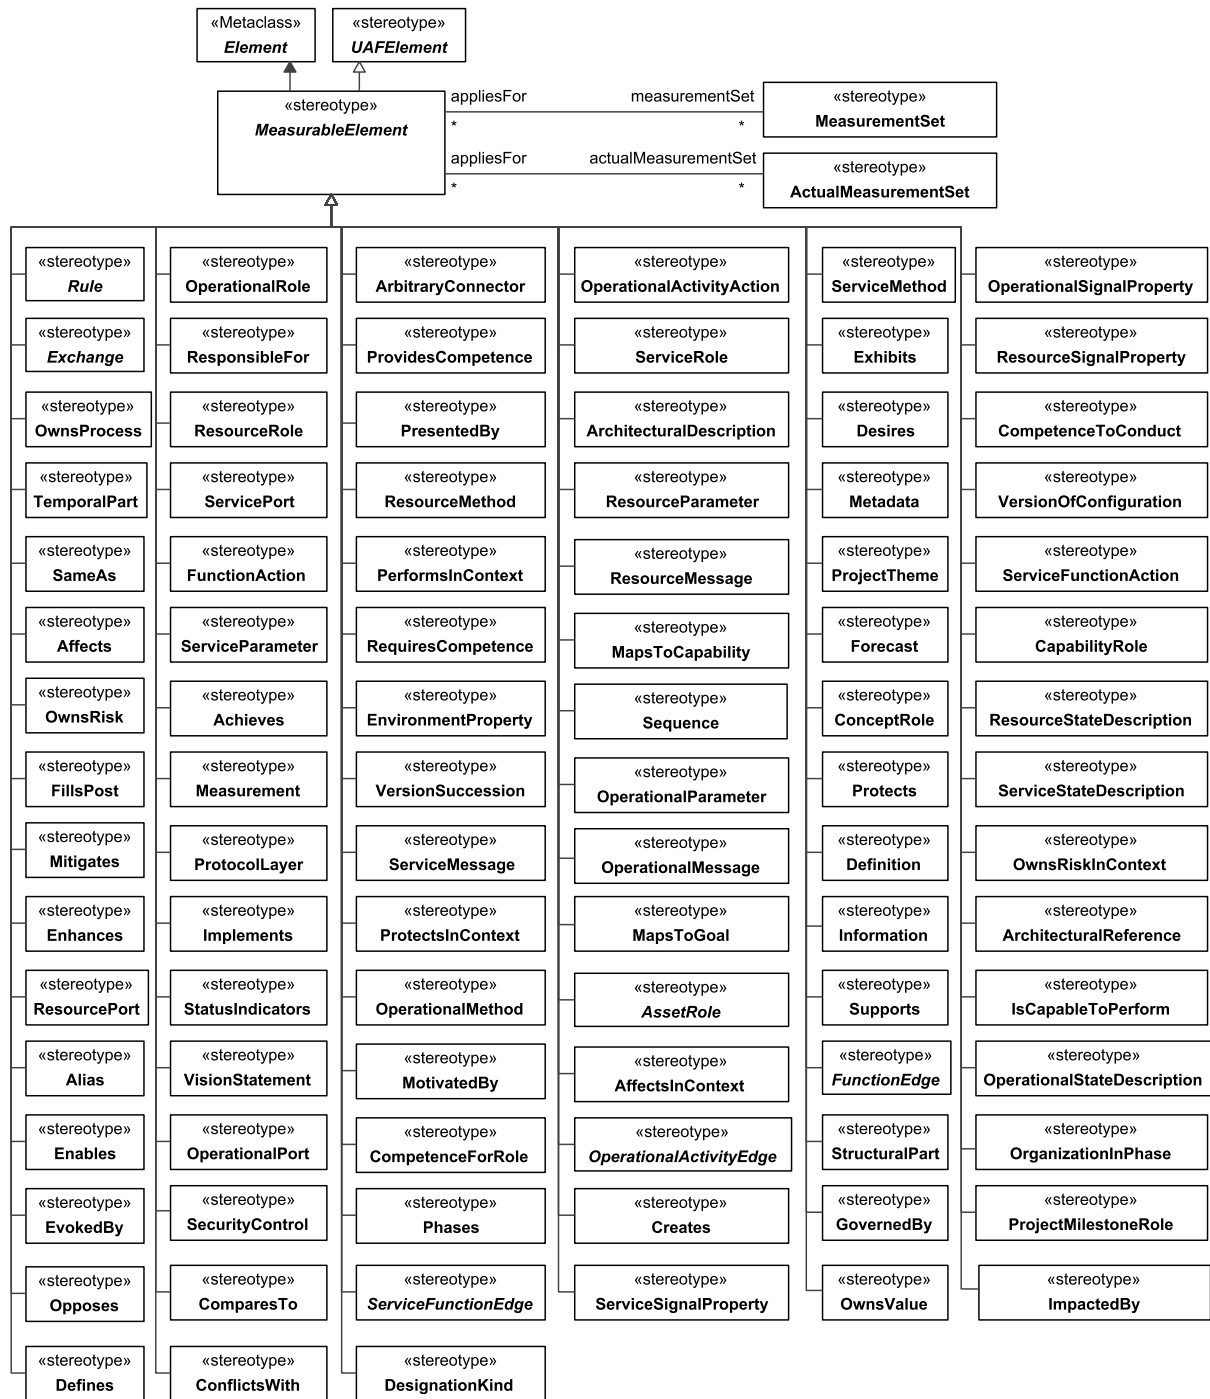 «Metaclass»
Element
«stereotype»
UAFElement
«stereotype»
MeasurableElement
appliesFor
measurementSet
*
*
«stereotype»
MeasurementSet
appliesFor
actualMeasurementSet
*
*
«stereotype»
ActualMeasurementSet
«stereotype»
Rule
«stereotype»
OperationalRole
«stereotype»
ArbitraryConnector
«stereotype»
OperationalActivityAction
«stereotype»
ServiceMethod
«stereotype»
OperationalSignalProperty
«stereotype»
Exchange
«stereotype»
ResponsibleFor
«stereotype»
ProvidesCompetence
«stereotype»
ServiceRole
«stereotype»
Exhibits
«stereotype»
ResourceSignalProperty
«stereotype»
OwnsProcess
«stereotype»
ResourceRole
«stereotype»
PresentedBy
«stereotype»
ArchitecturalDescription
«stereotype»
Desires
«stereotype»
CompetenceToConduct
«stereotype»
TemporalPart
«stereotype»
ServicePort
«stereotype»
ResourceMethod
«stereotype»
ResourceParameter
«stereotype»
Metadata
«stereotype»
VersionOfConfiguration
«stereotype»
SameAs
«stereotype»
FunctionAction
«stereotype»
PerformsInContext
«stereotype»
ResourceMessage
«stereotype»
ProjectTheme
«stereotype»
ServiceFunctionAction
«stereotype»
Affects
«stereotype»
ServiceParameter
«stereotype»
RequiresCompetence
«stereotype»
MapsToCapability
«stereotype»
Forecast
«stereotype»
CapabilityRole
«stereotype»
OwnsRisk
«stereotype»
Achieves
«stereotype»
EnvironmentProperty
«stereotype»
Sequence
«stereotype»
ConceptRole
«stereotype»
ResourceStateDescription
«stereotype»
FillsPost
«stereotype»
Measurement
«stereotype»
VersionSuccession
«stereotype»
OperationalParameter
«stereotype»
Protects
«stereotype»
ServiceStateDescription
«stereotype»
Mitigates
«stereotype»
ProtocolLayer
«stereotype»
ServiceMessage
«stereotype»
OperationalMessage
«stereotype»
Definition
«stereotype»
OwnsRiskInContext
«stereotype»
Enhances
«stereotype»
Implements
«stereotype»
ProtectsInContext
«stereotype»
MapsToGoal
«stereotype»
Information
«stereotype»
ArchitecturalReference
«stereotype»
ResourcePort
«stereotype»
StatusIndicators
«stereotype»
OperationalMethod
«stereotype»
AssetRole
«stereotype»
Supports
«stereotype»
IsCapableToPerform
«stereotype»
Alias
«stereotype»
VisionStatement
«stereotype»
MotivatedBy
«stereotype»
AffectsInContext
«stereotype»
FunctionEdge
«stereotype»
OperationalStateDescription
«stereotype»
Enables
«stereotype»
OperationalPort
«stereotype»
CompetenceForRole
«stereotype»
OperationalActivityEdge
«stereotype»
StructuralPart
«stereotype»
OrganizationInPhase
«stereotype»
EvokedBy
«stereotype»
SecurityControl
«stereotype»
Phases
«stereotype»
Creates
«stereotype»
GovernedBy
«stereotype»
ProjectMilestoneRole
«stereotype»
Opposes
«stereotype»
ComparesTo
«stereotype»
ServiceFunctionEdge
«stereotype»
ServiceSignalProperty
«stereotype»
OwnsValue
«stereotype»
ImpactedBy
«stereotype»
Defines
«stereotype»
ConflictsWith
«stereotype»
DesignationKind